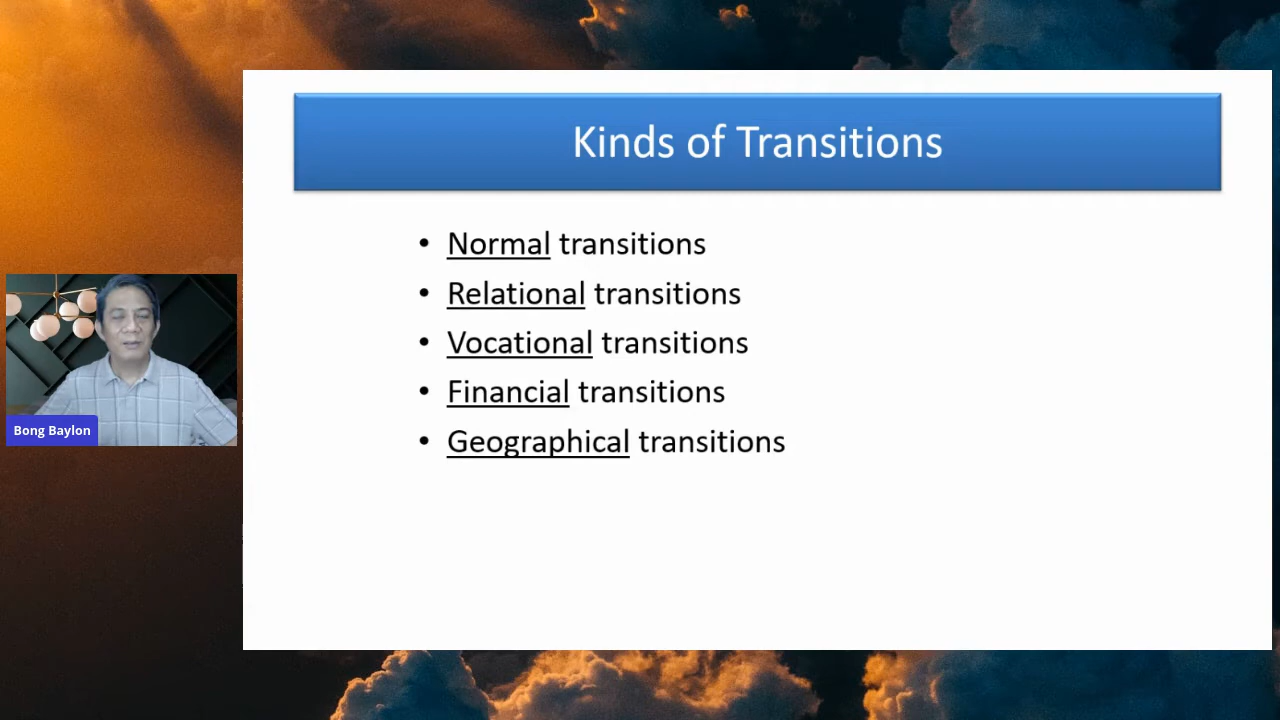 Kinds of Transitions
• Normal transitions
• Relational transitions
• Vocational transitions
• Financial transitions
• Geographical transitions
Bong Baylon